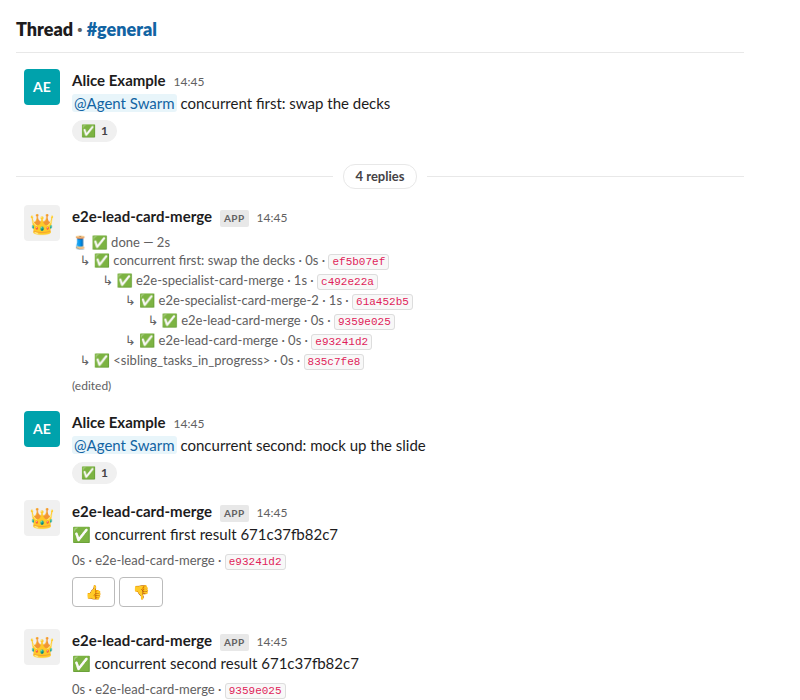 Thread • #general
AE
Alice Example 14:45
@Agent Swarm concurrent first: swap the decks
✅ 1
4 replies
e2e-lead-card-merge APP 14:45
🧵 ✅ done — 2s
↳ ✅ concurrent first: swap the decks · 0s · ef5b07ef
↳ ✅ e2e-specialist-card-merge · 1s · c492e22a
↳ ✅ e2e-specialist-card-merge-2 · 1s · 61a452b5
↳ ✅ e2e-lead-card-merge · 0s · 9359e025
↳ ✅ e2e-lead-card-merge · 0s · e93241d2
↳ ✅ <sibling_tasks_in_progress> · 0s · 835c7fe8
(edited)
AE
Alice Example 14:45
@Agent Swarm concurrent second: mock up the slide
✅ 1
e2e-lead-card-merge APP 14:45
✅ concurrent first result 671c37fb82c7
0s · e2e-lead-card-merge · e93241d2
👍 👎
e2e-lead-card-merge APP 14:45
✅ concurrent second result 671c37fb82c7
0s · e2e-lead-card-merge · 9359e025